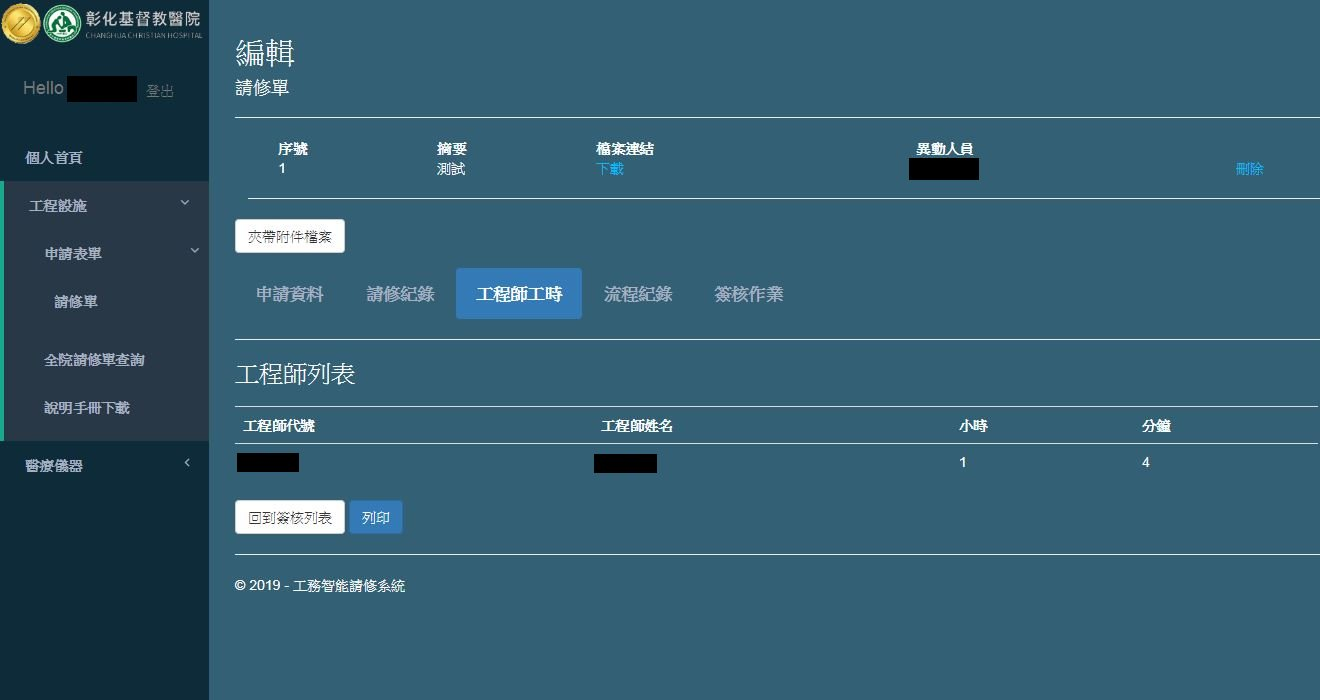 彰化基督教醫院
CHANGHUA CHRISTIAN HOSPITAL
Hello 登出
個人首頁
工程設施
申請表單
請修單
全院請修單查詢
說明手冊下載
醫療儀器
編輯
請修單
序號 摘要 檔案連結 異動人員
1 測試 下載 刪除
夾帶附件檔案
申請資料 請修紀錄 工程師工時 流程紀錄 簽核作業
工程師列表
工程師代號 工程師姓名 小時 分鐘
1 4
回到簽核列表 列印
© 2019 - 工務智能請修系統